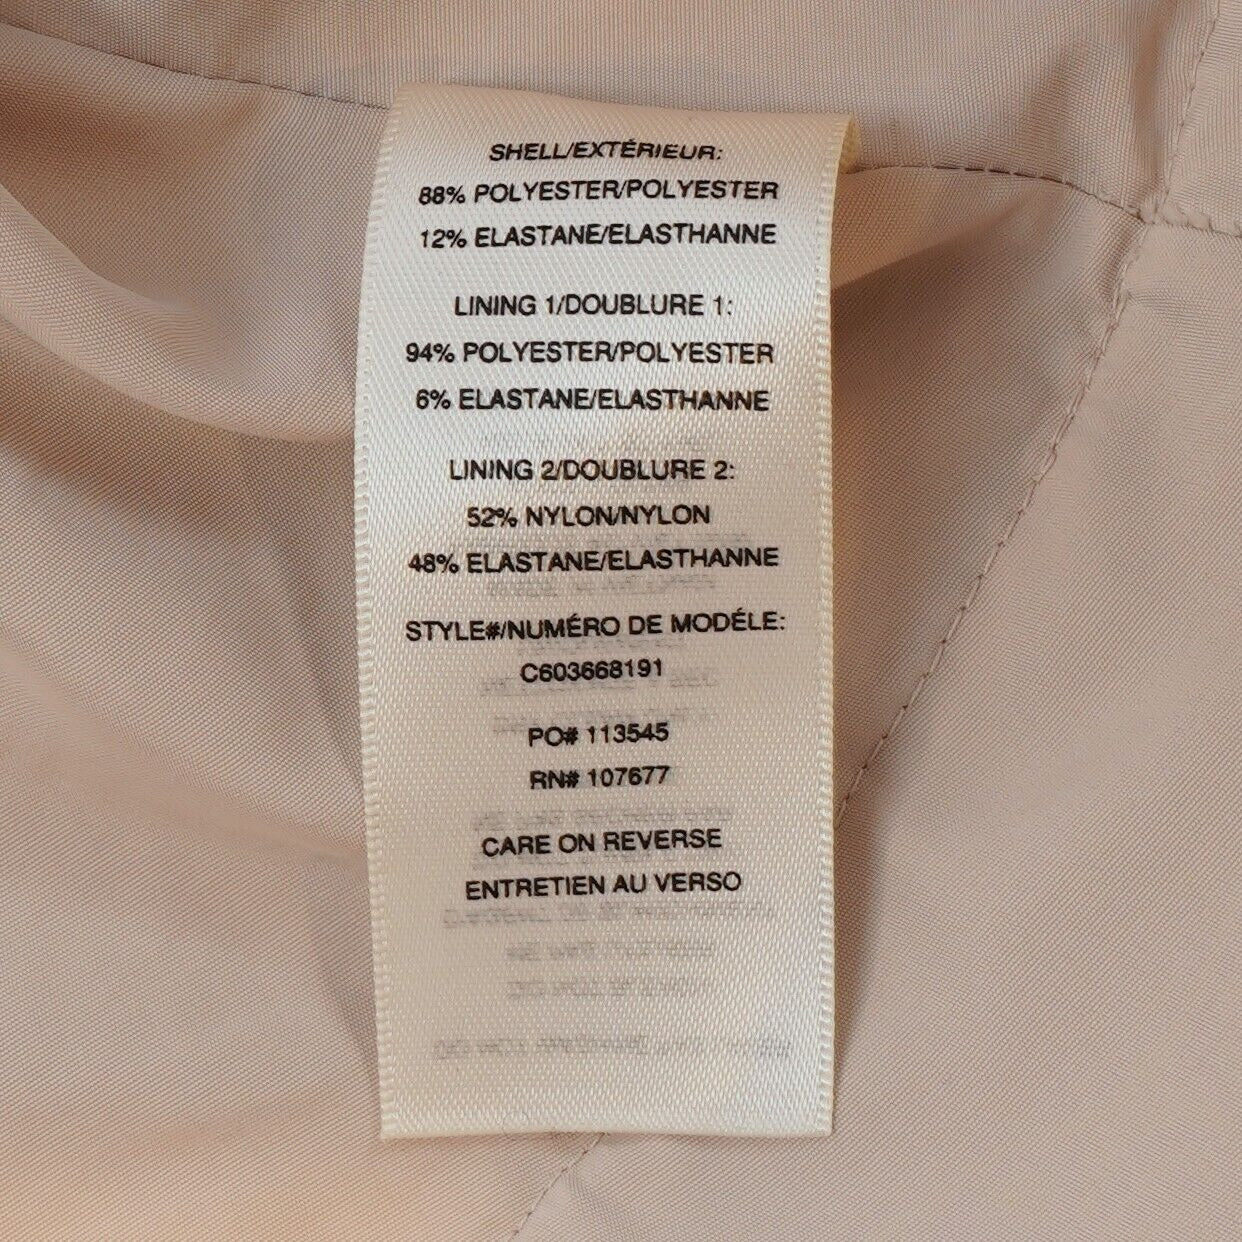 SHELL/EXTÉRIEUR:
88% POLYESTER/POLYESTER
12% ELASTANE/ELASTHANNE
LINING 1/DOUBLURE 1:
94% POLYESTER/POLYESTER
6% ELASTANE/ELASTHANNE
LINING 2/DOUBLURE 2:
52% NYLON/NYLON
48% ELASTANE/ELASTHANNE
STYLE#/NUMÉRO DE MODÉLE:
C603668191
PO# 113545
RN# 107677
CARE ON REVERSE
ENTRETIEN AU VERSO